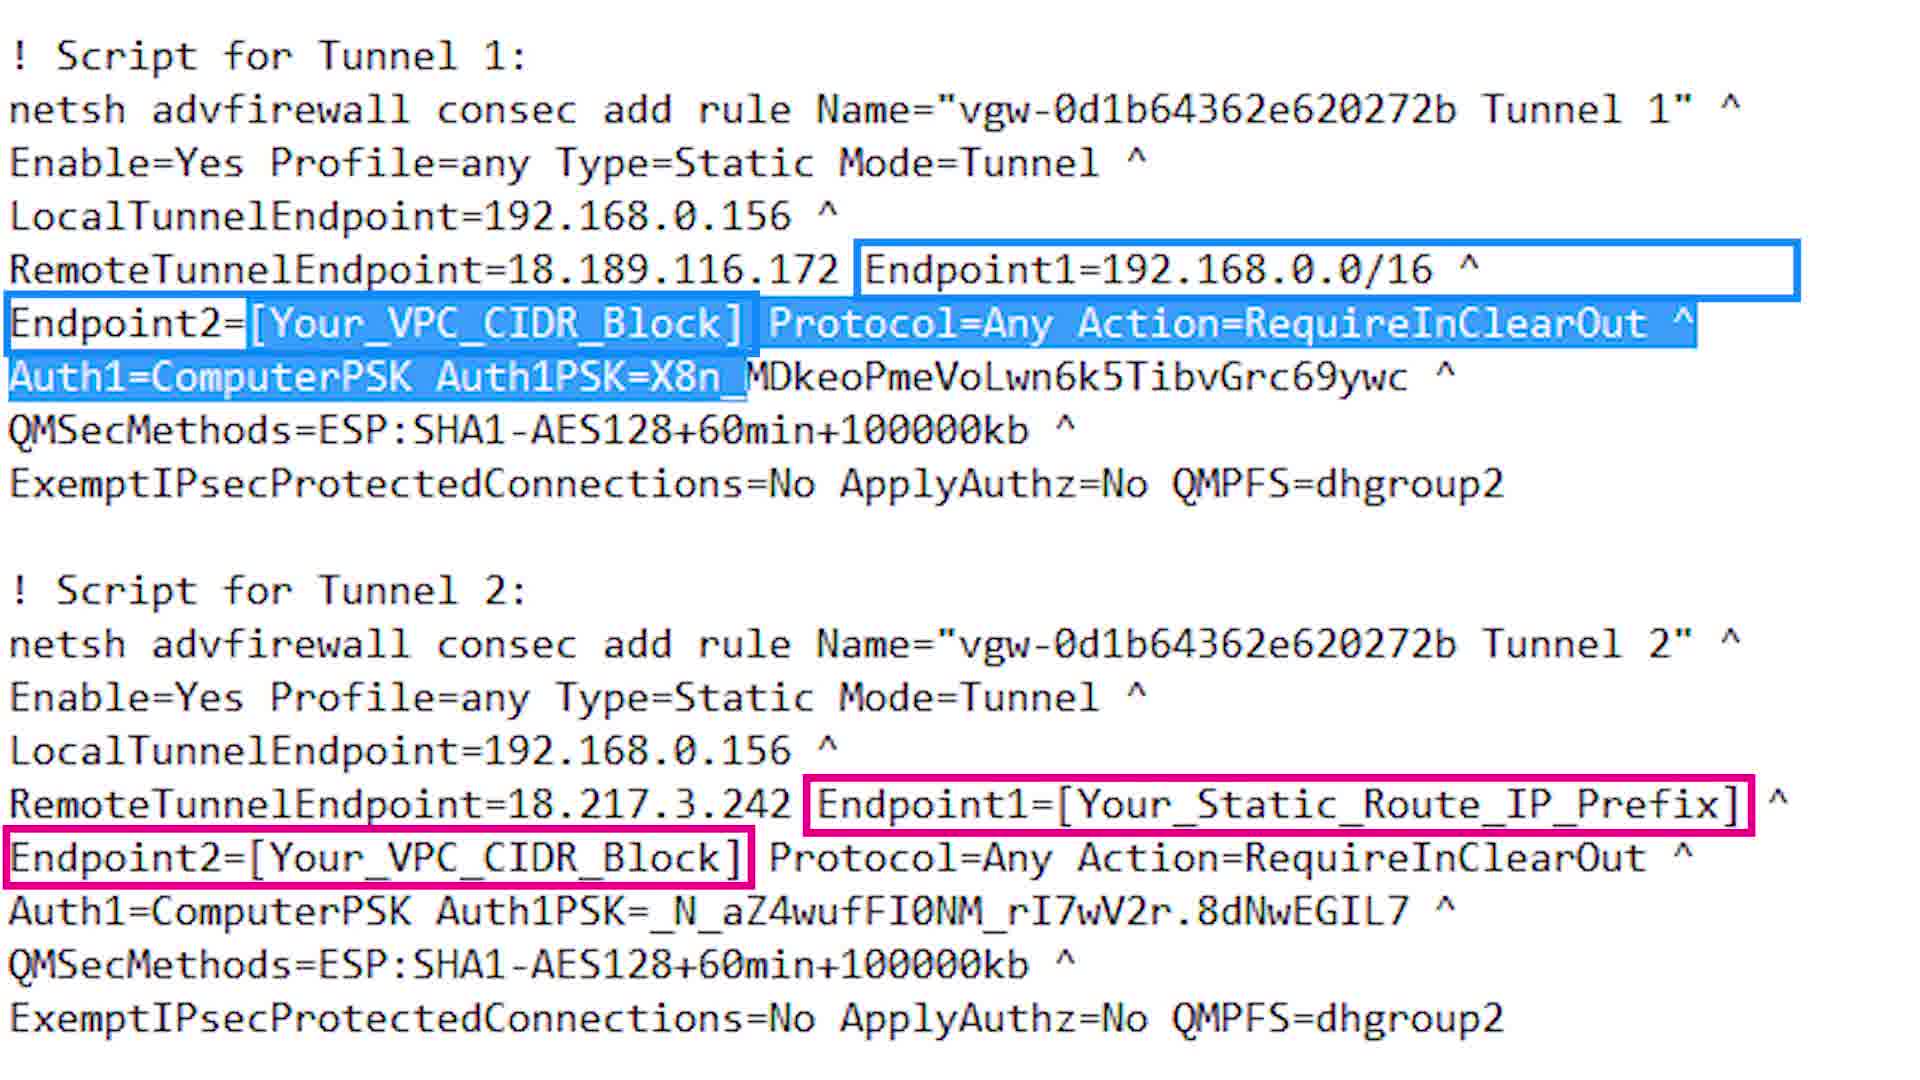 ! Script for Tunnel 1:
netsh advfirewall consec add rule Name="vgw-0d1b64362e620272b Tunnel 1" ^
Enable=Yes Profile=any Type=Static Mode=Tunnel ^
LocalTunnelEndpoint=192.168.0.156 ^
RemoteTunnelEndpoint=18.189.116.172 Endpoint1=192.168.0.0/16 ^
Endpoint2=[Your_VPC_CIDR_Block] Protocol=Any Action=RequireInClearOut ^
Auth1=ComputerPSK Auth1PSK=X8n_MDkeoPmeVoLwn6k5TibvGrc69ywc ^
QMSecMethods=ESP:SHA1-AES128+60min+100000kb ^
ExemptIPsecProtectedConnections=No ApplyAuthz=No QMPFS=dhgroup2
! Script for Tunnel 2:
netsh advfirewall consec add rule Name="vgw-0d1b64362e620272b Tunnel 2" ^
Enable=Yes Profile=any Type=Static Mode=Tunnel ^
LocalTunnelEndpoint=192.168.0.156 ^
RemoteTunnelEndpoint=18.217.3.242 Endpoint1=[Your_Static_Route_IP_Prefix] ^
Endpoint2=[Your_VPC_CIDR_Block] Protocol=Any Action=RequireInClearOut ^
Auth1=ComputerPSK Auth1PSK=_N_aZ4wufFI0NM_rI7wV2r.8dNwEGIL7 ^
QMSecMethods=ESP:SHA1-AES128+60min+100000kb ^
ExemptIPsecProtectedConnections=No ApplyAuthz=No QMPFS=dhgroup2